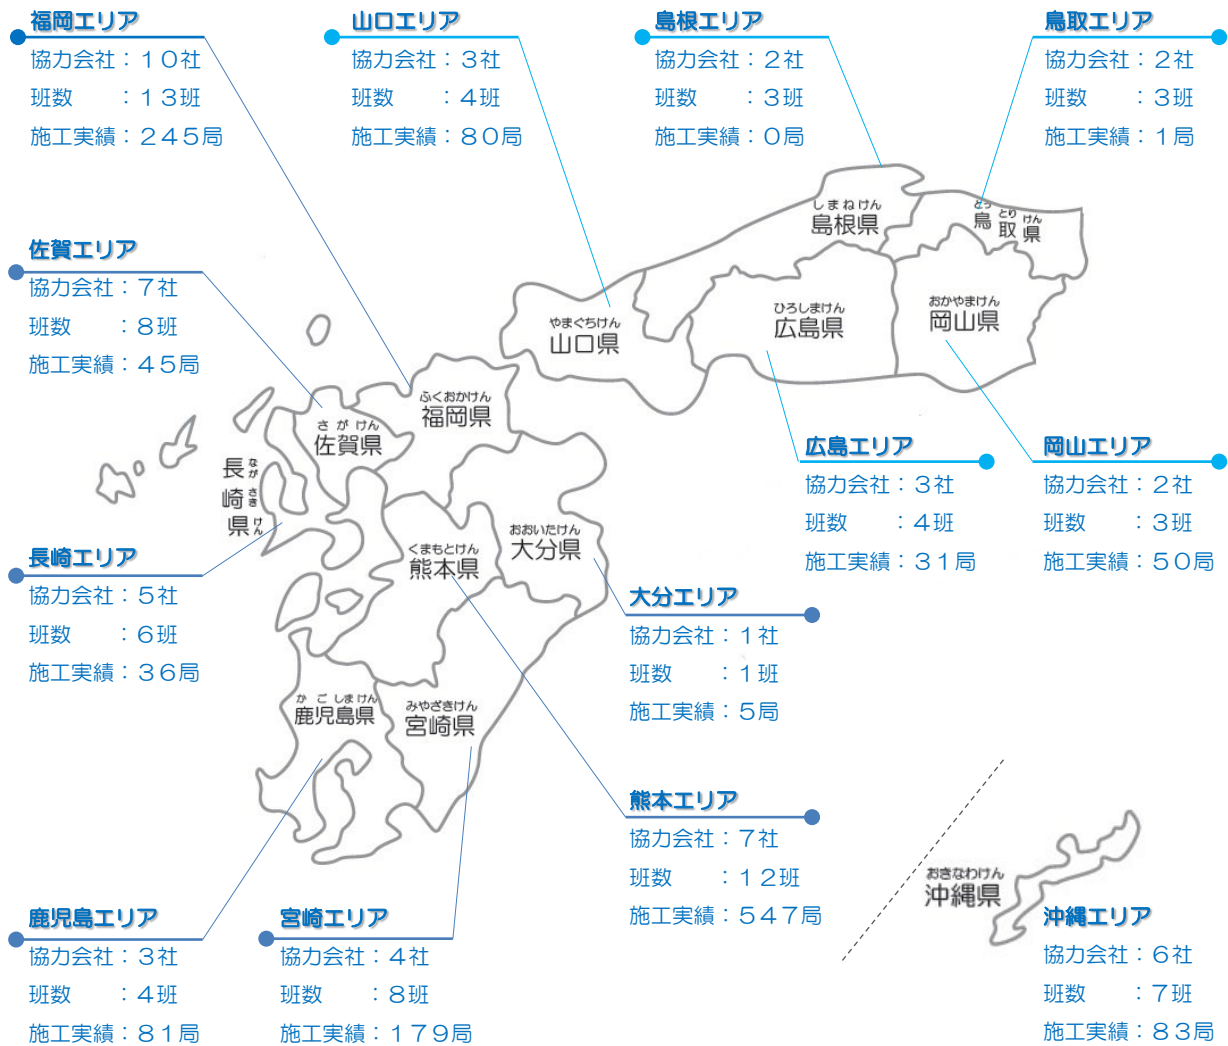 福岡エリア
協力会社：１０社
班数　　：１３班
施工実績：２４５局
山口エリア
協力会社：３社
班数　　：４班
施工実績：８０局
島根エリア
協力会社：２社
班数　　：３班
施工実績：０局
鳥取エリア
協力会社：２社
班数　　：３班
施工実績：１局
佐賀エリア
協力会社：７社
班数　　：８班
施工実績：４５局
しまねけん
島根県
とっ とり けん
鳥取県
やまぐちけん
山口県
ひろしまけん
広島県
おかやまけん
岡山県
ふくおかけん
福岡県
さ が けん
佐賀県
なが さき けん
長崎県
広島エリア
協力会社：３社
班数　　：４班
施工実績：３１局
岡山エリア
協力会社：２社
班数　　：３班
施工実績：５０局
おおいたけん
大分県
くまもとけん
熊本県
長崎エリア
協力会社：５社
班数　　：６班
施工実績：３６局
大分エリア
協力会社：１社
班数　　：１班
施工実績：５局
か ご しまけん
鹿児島県
みやざきけん
宮崎県
熊本エリア
協力会社：７社
班数　　：１２班
施工実績：５４７局
おきなわけん
沖縄県
鹿児島エリア
協力会社：３社
班数　　：４班
施工実績：８１局
宮崎エリア
協力会社：４社
班数　　：８班
施工実績：１７９局
沖縄エリア
協力会社：６社
班数　　：７班
施工実績：８３局